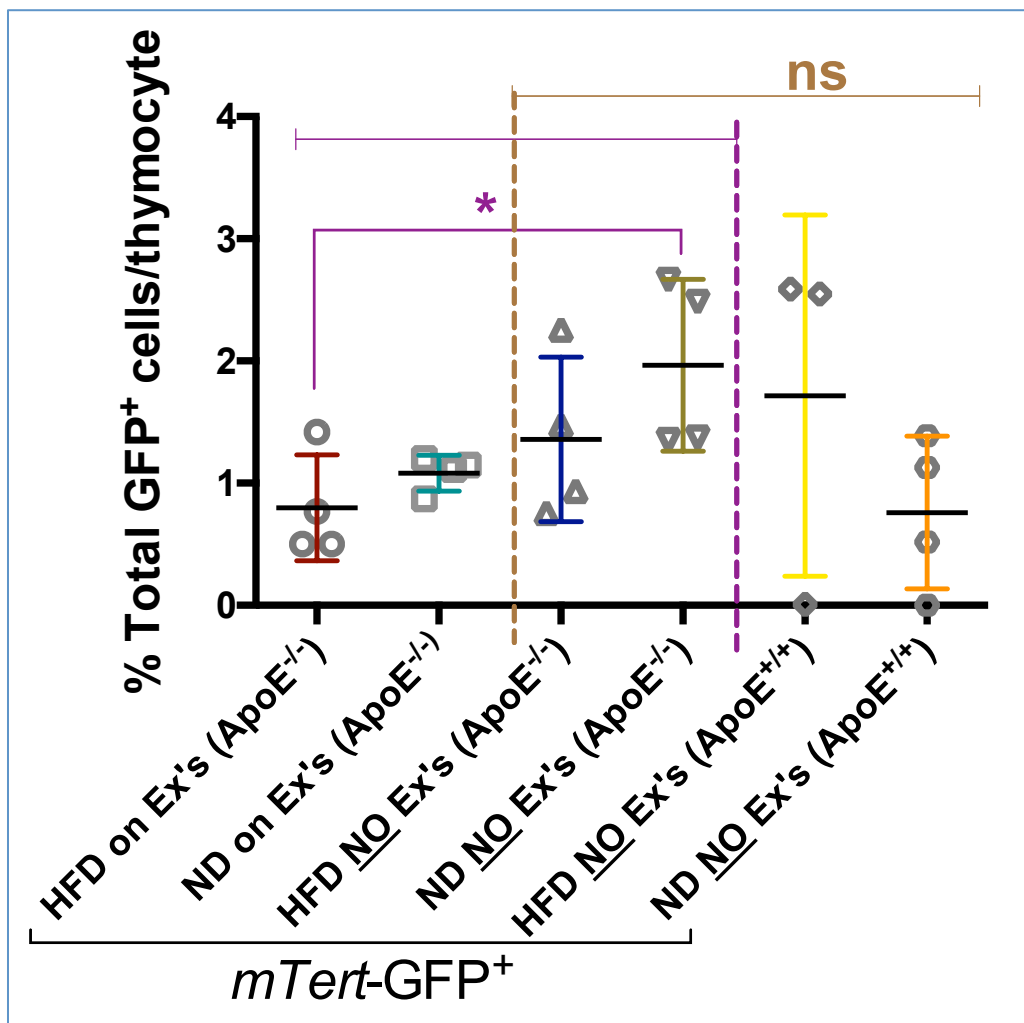 ns
*
% Total GFP⁺ cells/thymocyte
4
3
2
1
0
HFD on Ex's (ApoE⁻/⁻)
ND on Ex's (ApoE⁻/⁻)
HFD NO Ex's (ApoE⁻/⁻)
ND NO Ex's (ApoE⁻/⁻)
HFD NO Ex's (ApoE⁺/⁺)
ND NO Ex's (ApoE⁺/⁺)
mTert-GFP⁺